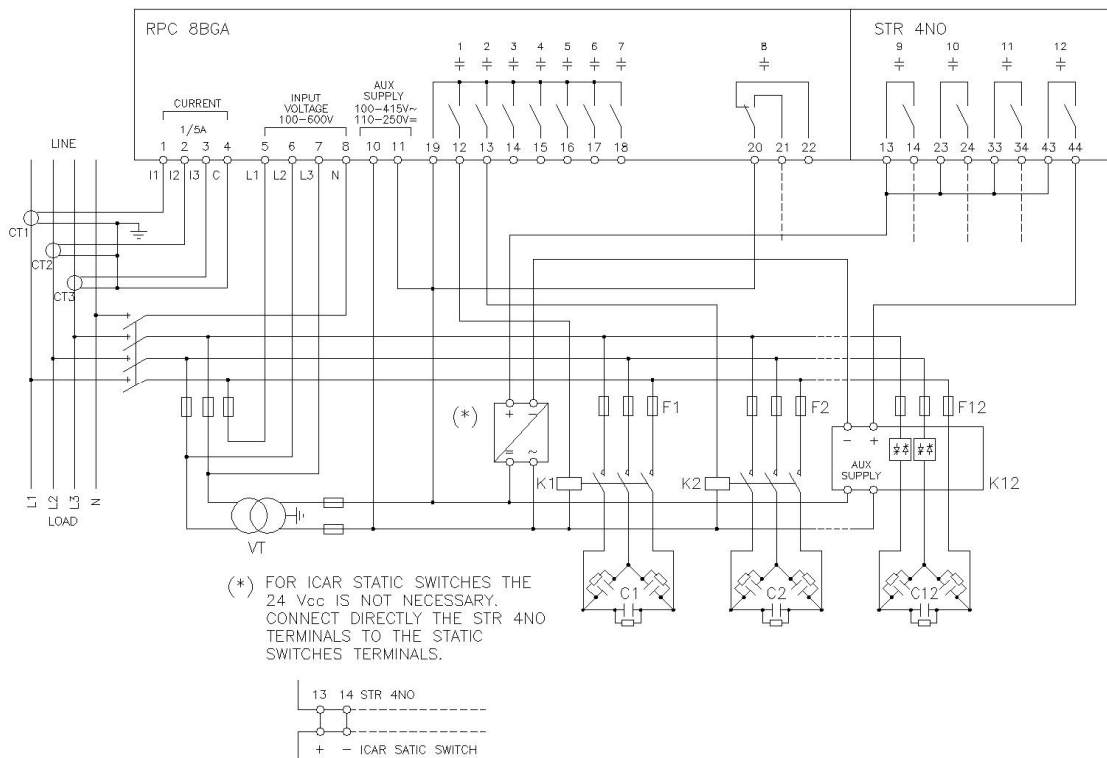 RPC 8BGA
STR 4NO
1 2 3 4 5 6 7 8 9 10 11 12
CURRENT
1/5A
INPUT
VOLTAGE
100-600V
AUX
SUPPLY
100-415V~
110-250V=
1 2 3 4 5 6 7 8 10 11 19 12 13 14 15 16 17 18 20 21 22 13 14 23 24 33 34 43 44
LINE
I1 I2 I3 C L1 L2 L3 N
CT1
CT2
CT3
(*)
+ -
= ~
F1
F2
F12
- +
AUX
SUPPLY
K1
K2
K12
L1 L2 L3 N
LOAD
VT
C1
C2
C12
(*) FOR ICAR STATIC SWITCHES THE
24 Vcc IS NOT NECESSARY.
CONNECT DIRECTLY THE STR 4NO
TERMINALS TO THE STATIC
SWITCHES TERMINALS.
13 14 STR 4NO
+ - ICAR SATIC SWITCH